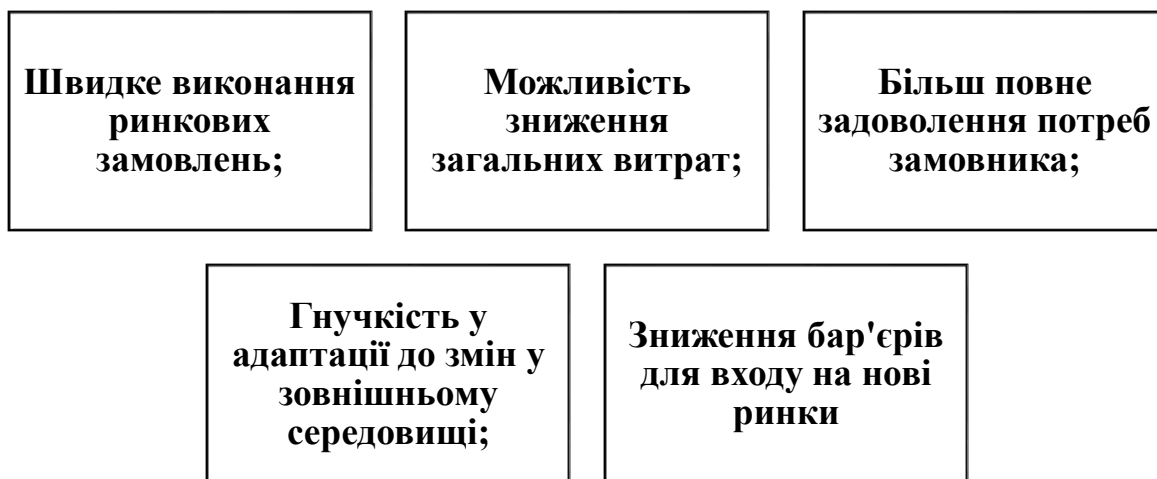 Швидке виконання
ринкових
замовлень;
Можливість
зниження
загальних витрат;
Більш повне
задоволення потреб
замовника;
Гнучкість у
адаптації до змін у
зовнішньому
середовищі;
Зниження бар'єрів
для входу на нові
ринки